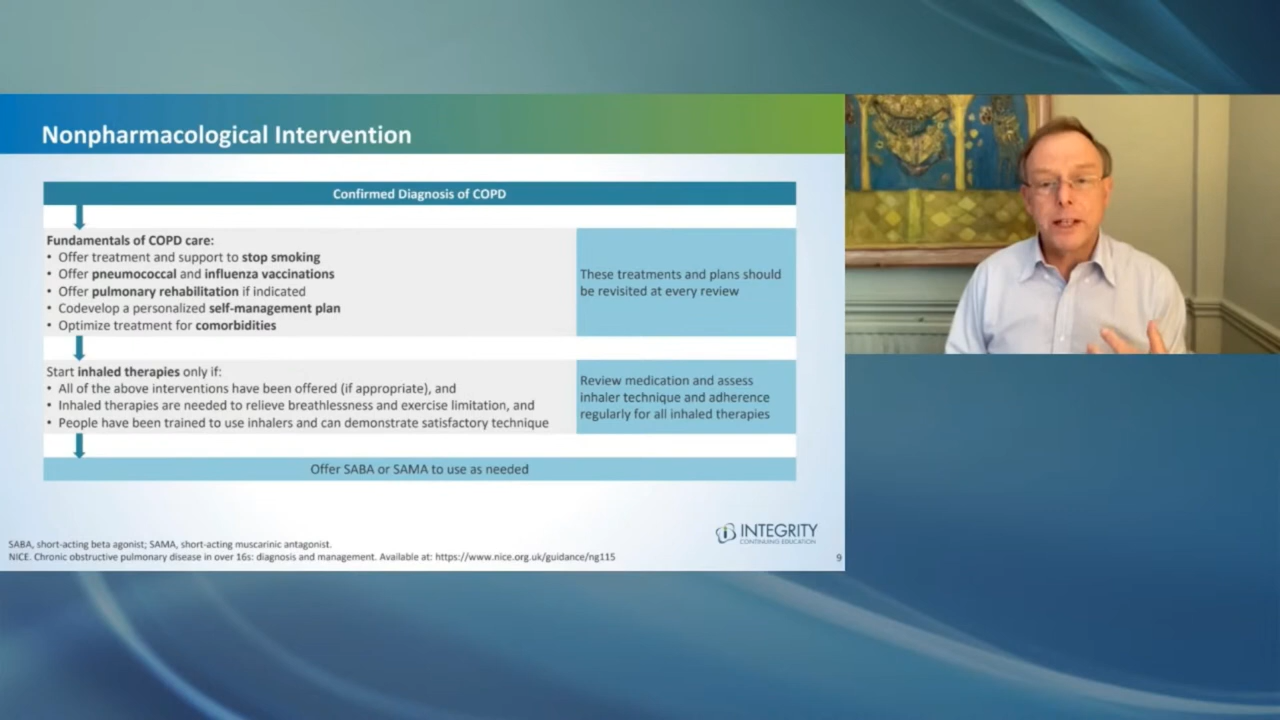 Nonpharmacological Intervention
Confirmed Diagnosis of COPD
Fundamentals of COPD care:
• Offer treatment and support to stop smoking
• Offer pneumococcal and influenza vaccinations
• Offer pulmonary rehabilitation if indicated
• Codevelop a personalized self-management plan
• Optimize treatment for comorbidities
These treatments and plans should
be revisited at every review
Start inhaled therapies only if:
• All of the above interventions have been offered (if appropriate), and
• Inhaled therapies are needed to relieve breathlessness and exercise limitation, and
• People have been trained to use inhalers and can demonstrate satisfactory technique
Review medication and assess
inhaler technique and adherence
regularly for all inhaled therapies
Offer SABA or SAMA to use as needed
INTEGRITY
CONTINUING EDUCATION
SABA, short-acting beta agonist; SAMA, short-acting muscarinic antagonist.
NICE. Chronic obstructive pulmonary disease in over 16s: diagnosis and management. Available at: https://www.nice.org.uk/guidance/ng115
9